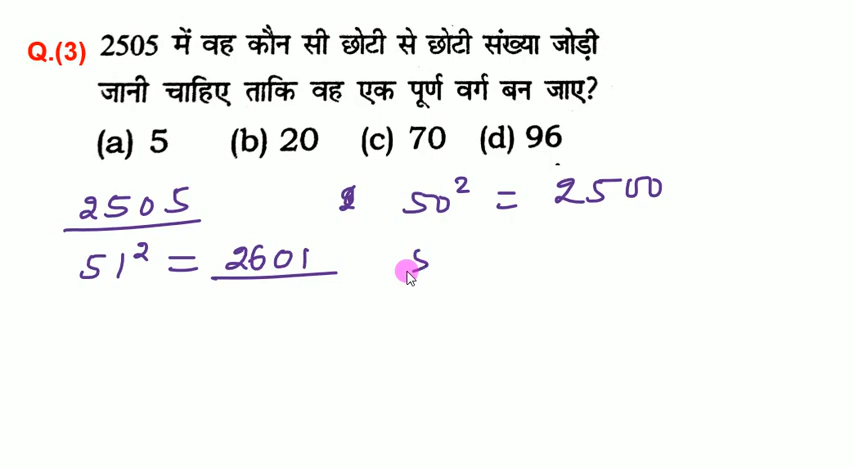 Q.(3) 2505 में वह कौन सी छोटी से छोटी संख्या जोड़ी
जानी चाहिए ताकि वह एक पूर्ण वर्ग बन जाए?
(a) 5 (b) 20 (c) 70 (d) 96
2505 50² = 2500
51² = 2601 5